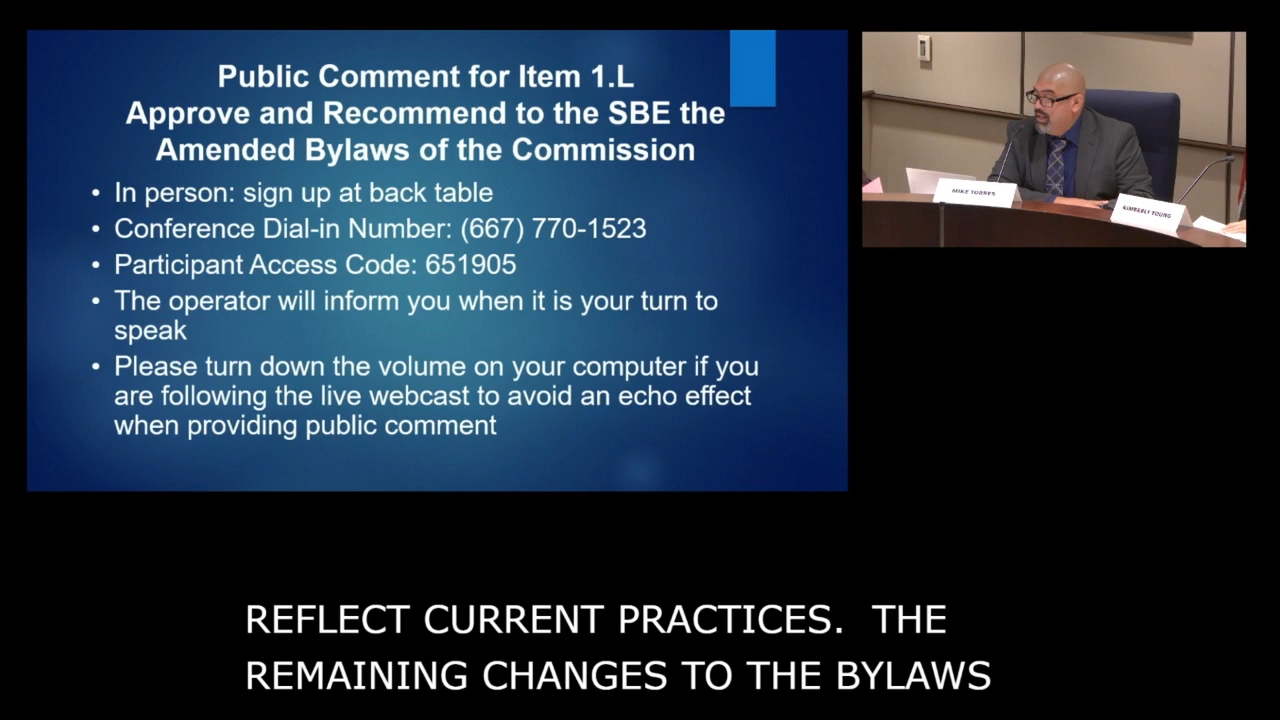 Public Comment for Item 1.L
Approve and Recommend to the SBE the
Amended Bylaws of the Commission
• In person: sign up at back table
• Conference Dial-in Number: (667) 770-1523
• Participant Access Code: 651905
• The operator will inform you when it is your turn to
speak
• Please turn down the volume on your computer if you
are following the live webcast to avoid an echo effect
when providing public comment
MIKE TORRES
KIMBERLY YOUNG
REFLECT CURRENT PRACTICES.  THE
REMAINING CHANGES TO THE BYLAWS